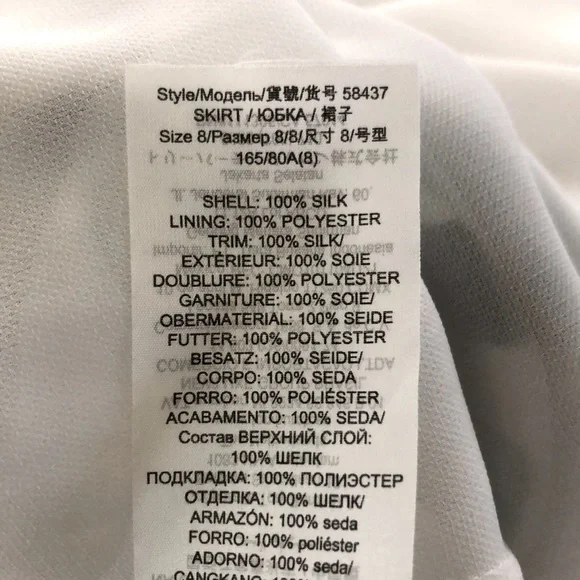 Style/Модель/貨號/货号 58437
SKIRT / ЮБКА / 裙子
Size 8/Размер 8/8/尺寸 8/号型
165/80A(8)
SHELL: 100% SILK
LINING: 100% POLYESTER
TRIM: 100% SILK/
EXTÉRIEUR: 100% SOIE
DOUBLURE: 100% POLYESTER
GARNITURE: 100% SOIE/
OBERMATERIAL: 100% SEIDE
FUTTER: 100% POLYESTER
BESATZ: 100% SEIDE/
CORPO: 100% SEDA
FORRO: 100% POLIÉSTER
ACABAMENTO: 100% SEDA/
Состав ВЕРХНИЙ СЛОЙ:
100% ШЕЛК
ПОДКЛАДКА: 100% ПОЛИЭСТЕР
ОТДЕЛКА: 100% ШЕЛК/
ARMAZÓN: 100% seda
FORRO: 100% poliéster
ADORNO: 100% seda/
CANGKANG: 100%